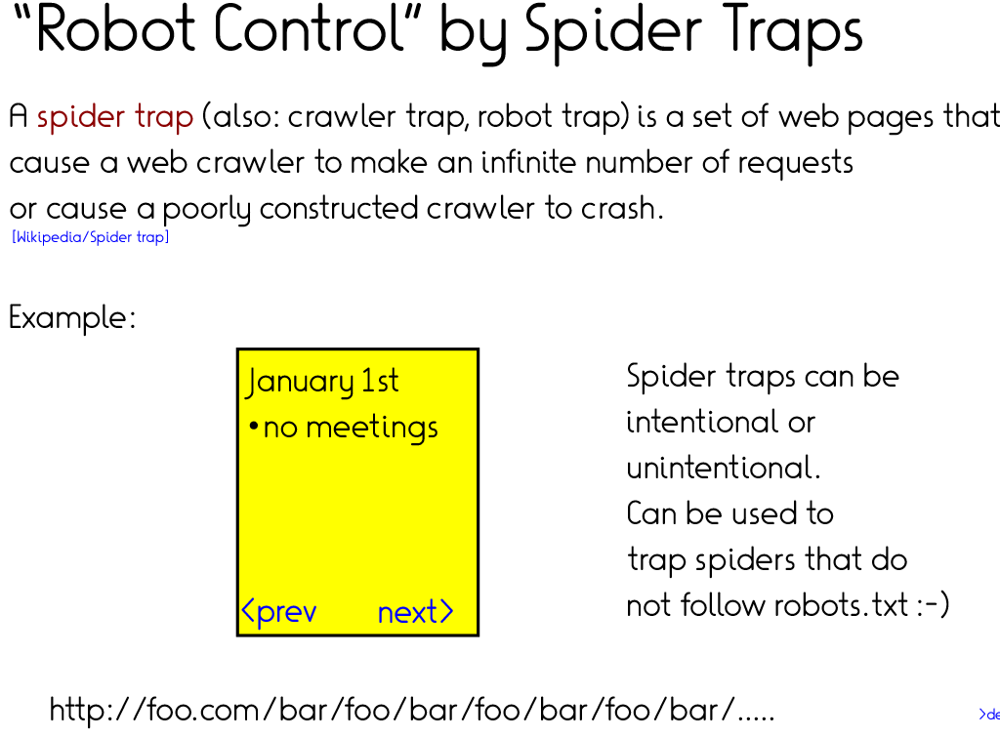 "Robot Control" by Spider Traps
A spider trap (also: crawler trap, robot trap) is a set of web pages that
cause a web crawler to make an infinite number of requests
or cause a poorly constructed crawler to crash.
[Wikipedia/Spider trap]
Example:
January 1st
•no meetings
<prev next>
Spider traps can be
intentional or
unintentional.
Can be used to
trap spiders that do
not follow robots.txt :-)
http://foo.com/bar/foo/bar/foo/bar/foo/bar/.....